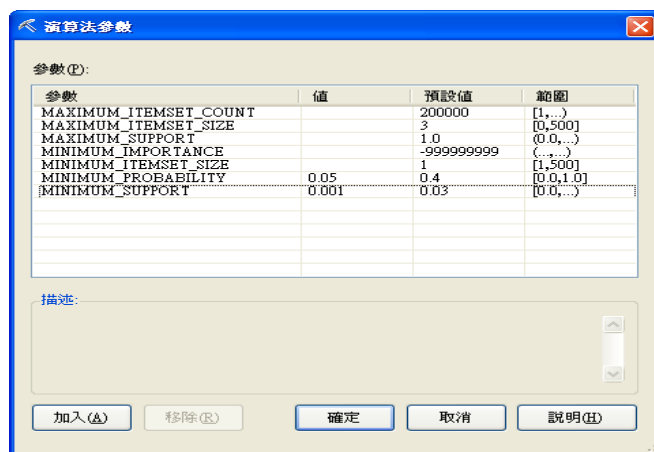 演算法參數
參數(P):
參數 值 預設值 範圍
MAXIMUM_ITEMSET_COUNT 200000 [1,...)
MAXIMUM_ITEMSET_SIZE 3 [0,500]
MAXIMUM_SUPPORT 1.0 (0.0,...)
MINIMUM_IMPORTANCE -999999999 (...,...)
MINIMUM_ITEMSET_SIZE 1 [1,500]
MINIMUM_PROBABILITY 0.05 0.4 [0.0,1.0]
MINIMUM_SUPPORT 0.001 0.03 [0.0,...)
描述:
加入(A) 移除(R) 確定 取消 說明(H)